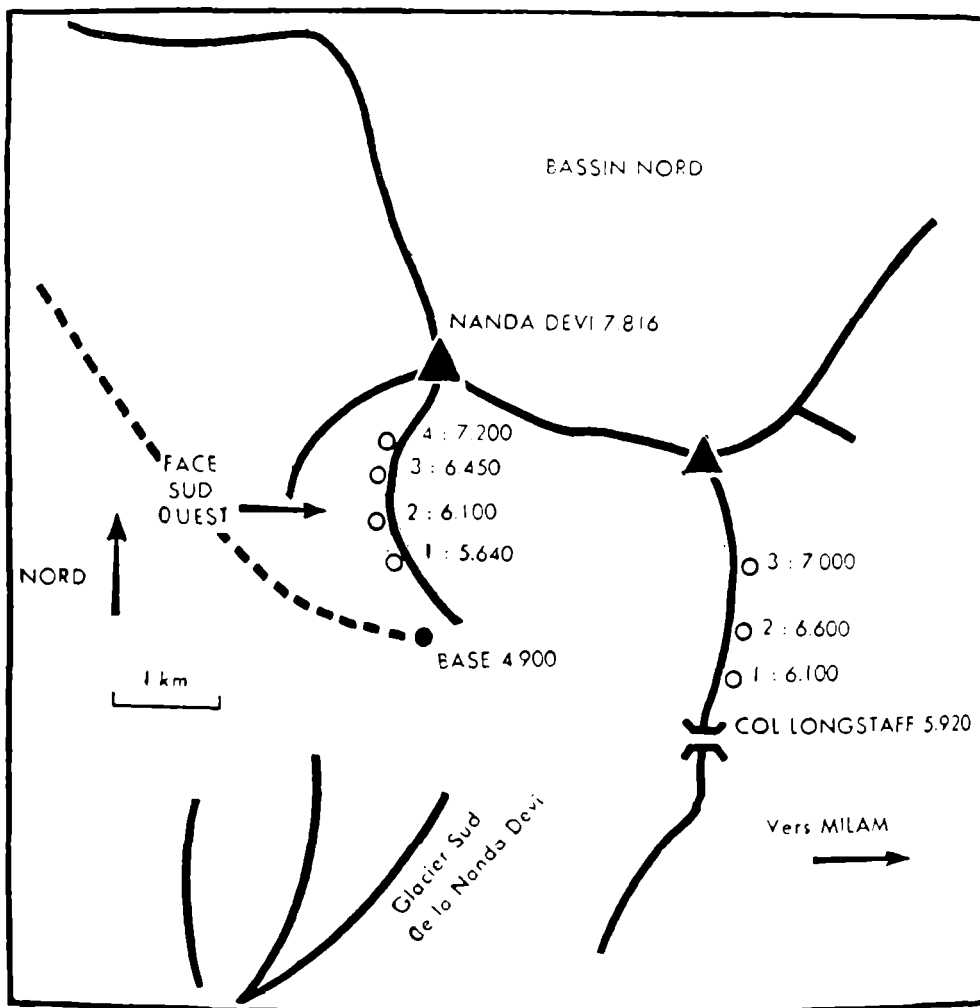 BASSIN NORD
NANDA DEVI 7.816
4 : 7.200
3 : 6.450
2 : 6.100
1 : 5.640
FACE
SUD
OUEST
NORD
BASE 4.900
1 km
3 : 7.000
2 : 6.600
1 : 6.100
COL LONGSTAFF 5.920
Vers MILAM
Glacier Sud
de la Nanda Devi